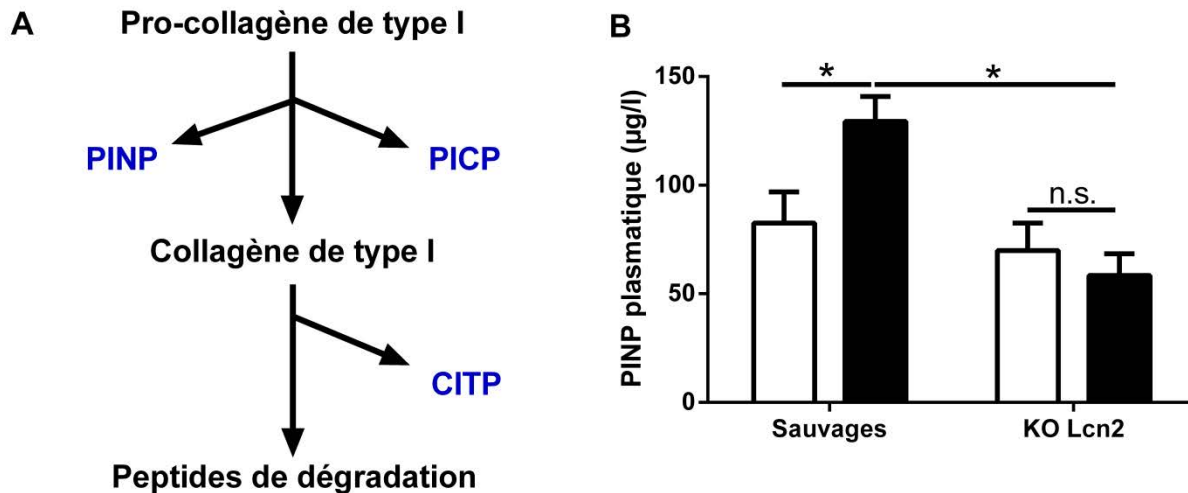 A
Pro-collagène de type I
PINP
PICP
Collagène de type I
CITP
Peptides de dégradation
B
PINP plasmatique (µg/l)
150
100
50
0
*
*
n.s.
Sauvages
KO Lcn2